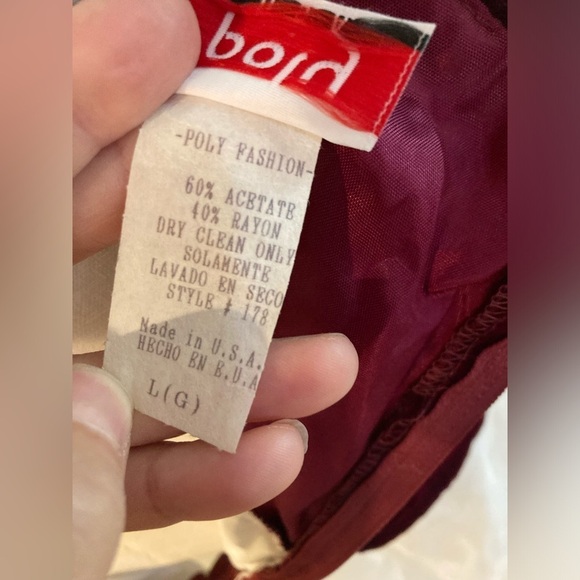 -POLY FASHION-
60% ACETATE
40% RAYON
DRY CLEAN ONLY
SOLAMENTE
LAVADO EN SECO
STYLE # 178
Made in U.S.A.
HECHO EN E.U.A
L(G)